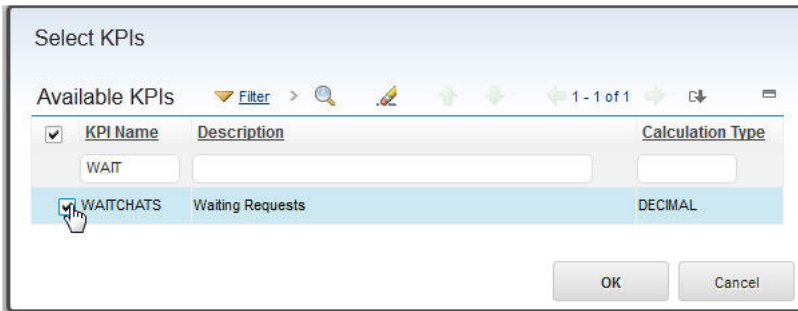 Select KPIs
Available KPIs Filter > 1 - 1 of 1
KPI Name Description Calculation Type
WAIT
WAITCHATS Waiting Requests DECIMAL
OK Cancel